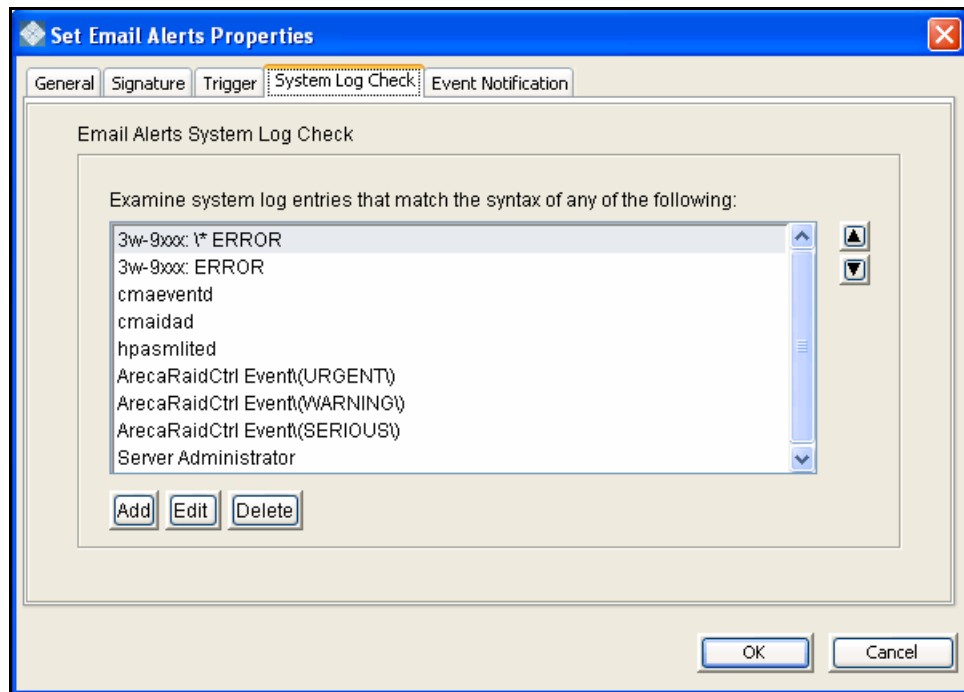 Set Email Alerts Properties
General Signature Trigger System Log Check Event Notification
Email Alerts System Log Check
Examine system log entries that match the syntax of any of the following:
3w-9xxx: \* ERROR
3w-9xxx: ERROR
cmaeventd
cmaidad
hpasmlited
ArecaRaidCtrl Event\(URGENT\)
ArecaRaidCtrl Event\(WARNING\)
ArecaRaidCtrl Event\(SERIOUS\)
Server Administrator
Add Edit Delete
OK Cancel